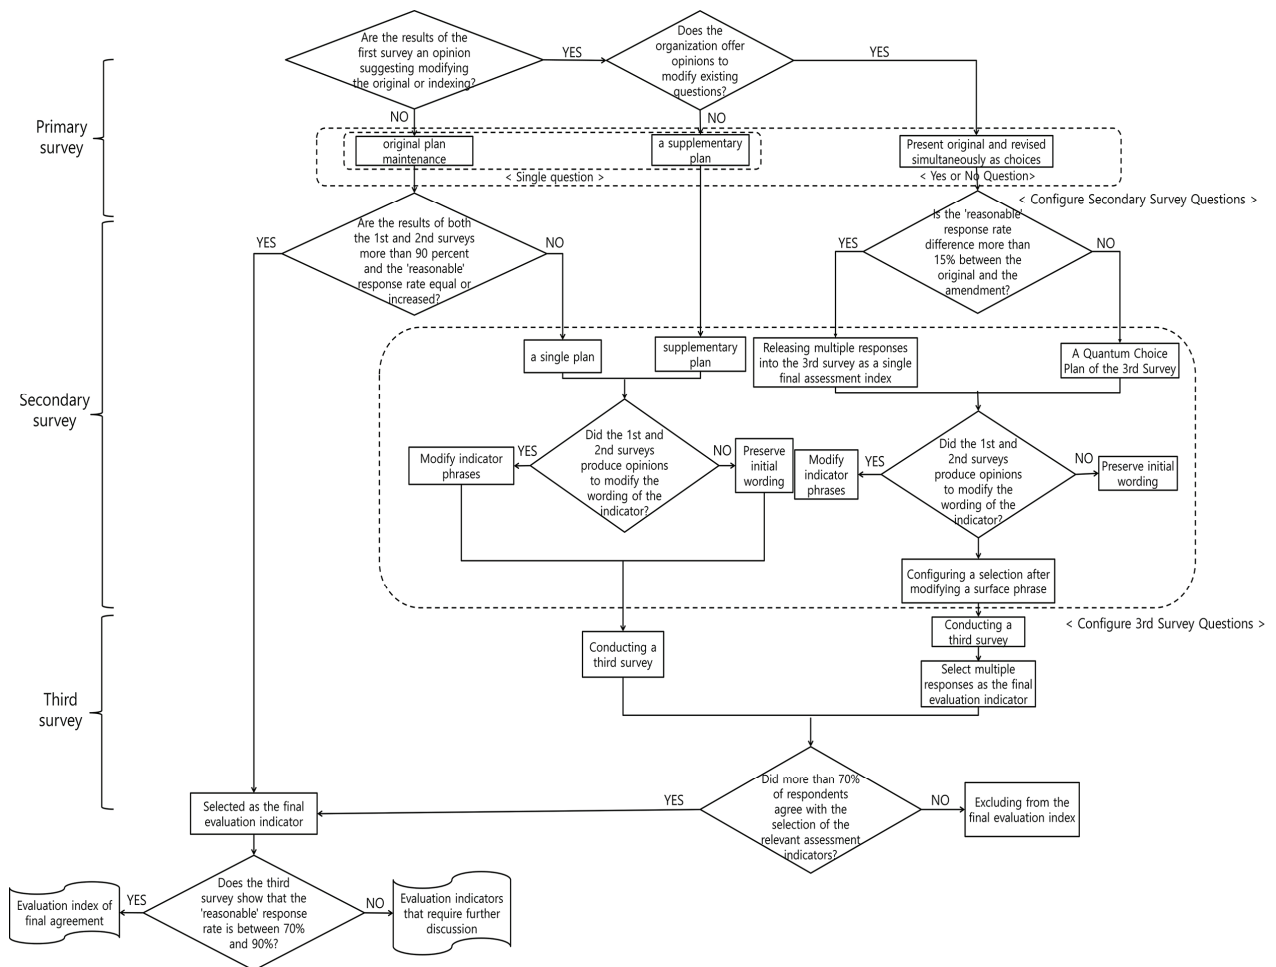 Are the results of the
first survey an opinion
suggesting modifying
the original or indexing?
YES
Does the
organization offer
opinions to
modify existing
questions?
YES
NO
NO
Primary
survey
original plan
maintenance
a supplementary
plan
Present original and revised
simultaneously as choices
< Single question >
< Yes or No Question>
< Configure Secondary Survey Questions >
Are the results of both
the 1st and 2nd surveys
more than 90 percent
and the 'reasonable'
response rate equal or
increased?
YES
NO
Is the 'reasonable'
response rate
difference more than
15% between the
original and the
amendment?
YES
NO
Secondary
survey
a single plan
supplementary
plan
Releasing multiple responses
into the 3rd survey as a single
final assessment index
A Quantum Choice
Plan of the 3rd Survey
Modify indicator
phrases
YES
Did the 1st and
2nd surveys
produce opinions
to modify the
wording of the
indicator?
NO
Preserve
initial
wording
Modify
indicator
phrases
YES
Did the 1st and
2nd surveys
produce opinions
to modify the
wording of the
indicator?
NO
Preserve initial
wording
Configuring a selection after
modifying a surface phrase
< Configure 3rd Survey Questions >
Third
survey
Conducting a
third survey
Conducting a
third survey
Select multiple
responses as the final
evaluation indicator
Did more than 70%
of respondents
agree with the
selection of the
relevant assessment
indicators?
YES
NO
Selected as the final
evaluation indicator
Excluding from the
final evaluation index
Does the third
survey show that the
'reasonable' response
rate is between 70%
and 90%?
YES
NO
Evaluation index of
final agreement
Evaluation indicators
that require further
discussion